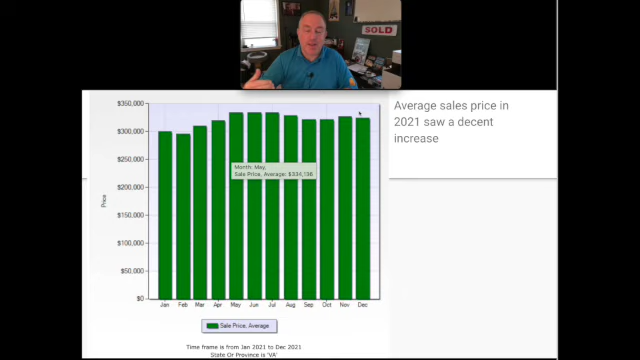 SOLD
Average sales price in
2021 saw a decent
increase
$350,000
$300,000
$250,000
$200,000
$150,000
$100,000
$50,000
$0
Price
Month: May,
Sale Price, Average: $334,136
Jan Feb Mar Apr May Jun Jul Aug Sep Oct Nov Dec
Sale Price, Average
Time frame is from Jan 2021 to Dec 2021
State Or Province is 'VA'